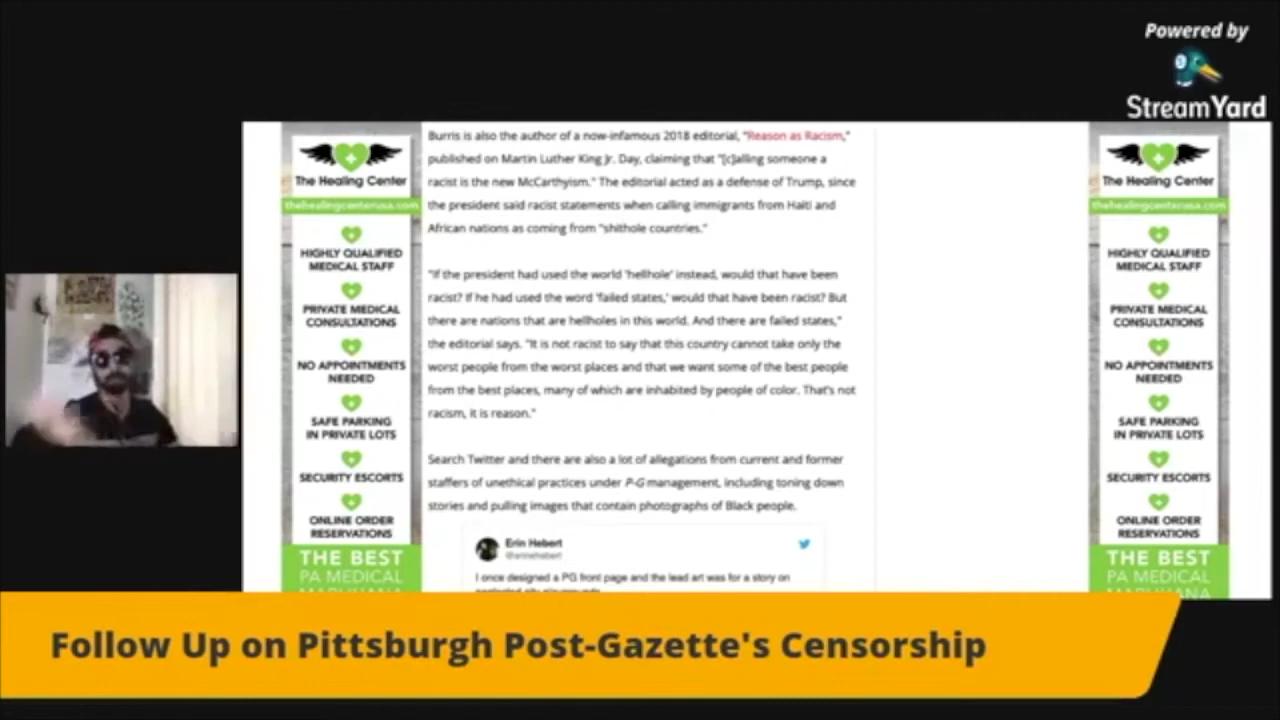 Powered by
StreamYard
The Healing Center
thehealingcenterusa.com
HIGHLY QUALIFIED
MEDICAL STAFF
PRIVATE MEDICAL
CONSULTATIONS
NO APPOINTMENTS
NEEDED
SAFE PARKING
IN PRIVATE LOTS
SECURITY ESCORTS
ONLINE ORDER
RESERVATIONS
THE BEST
PA MEDICAL
MARIJUANA
Burris is also the author of a now-infamous 2018 editorial, "Reason as Racism,"
published on Martin Luther King Jr. Day, claiming that "[c]alling someone a
racist is the new McCarthyism." The editorial acted as a defense of Trump, since
the president said racist statements when calling immigrants from Haiti and
African nations as coming from "shithole countries."
"If the president had used the world 'hellhole' instead, would that have been
racist? If he had used the word 'failed states,' would that have been racist? But
there are nations that are hellholes in this world. And there are failed states,"
the editorial says. "It is not racist to say that this country cannot take only the
worst people from the worst places and that we want some of the best people
from the best places, many of which are inhabited by people of color. That's not
racism, it is reason."
Search Twitter and there are also a lot of allegations from current and former
staffers of unethical practices under P-G management, including toning down
stories and pulling images that contain photographs of Black people.
Erin Hebert
@erinehebert
I once designed a PG front page and the lead art was for a story on
The Healing Center
thehealingcenterusa.com
HIGHLY QUALIFIED
MEDICAL STAFF
PRIVATE MEDICAL
CONSULTATIONS
NO APPOINTMENTS
NEEDED
SAFE PARKING
IN PRIVATE LOTS
SECURITY ESCORTS
ONLINE ORDER
RESERVATIONS
THE BEST
PA MEDICAL
MARIJUANA
Follow Up on Pittsburgh Post-Gazette's Censorship